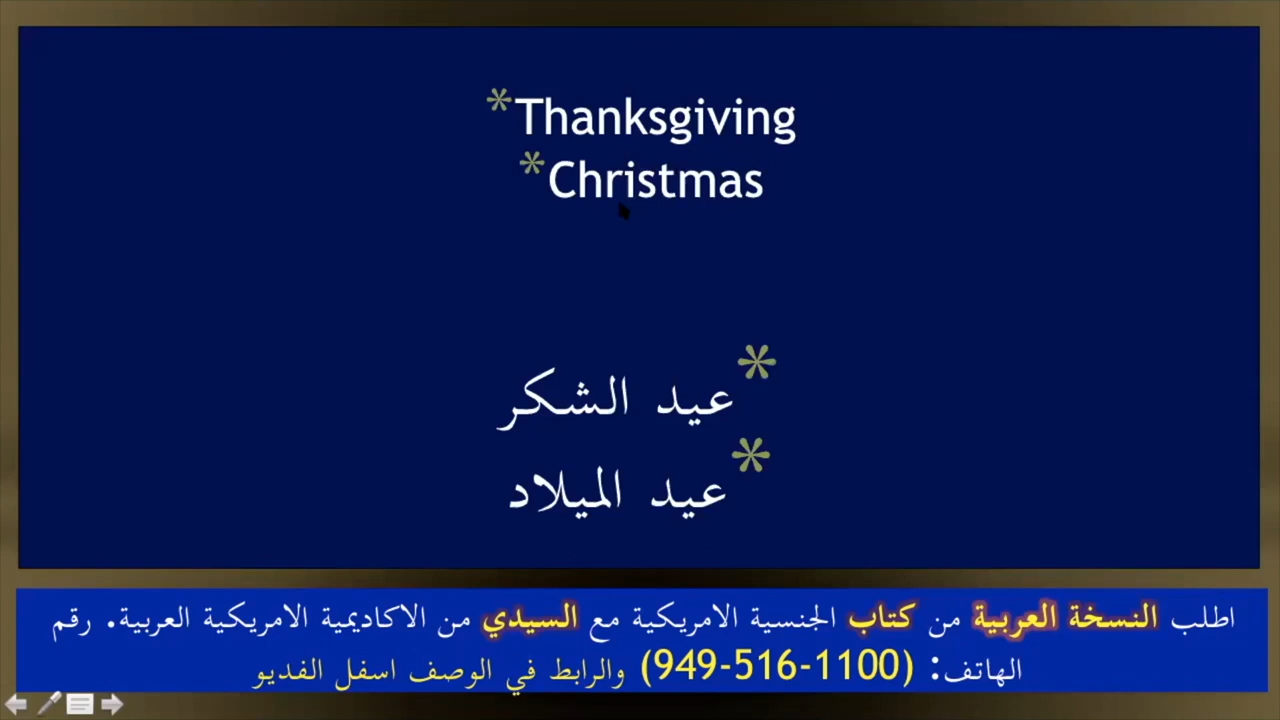 *Thanksgiving
*Christmas
*عيد الشكر
*عيد الميلاد
اطلب النسخة العربية من كتاب الجنسية الامريكية مع السيدي من الاكاديمية الامريكية العربية. رقم
الهاتف: (949-516-1100) والرابط في الوصف اسفل الفديو